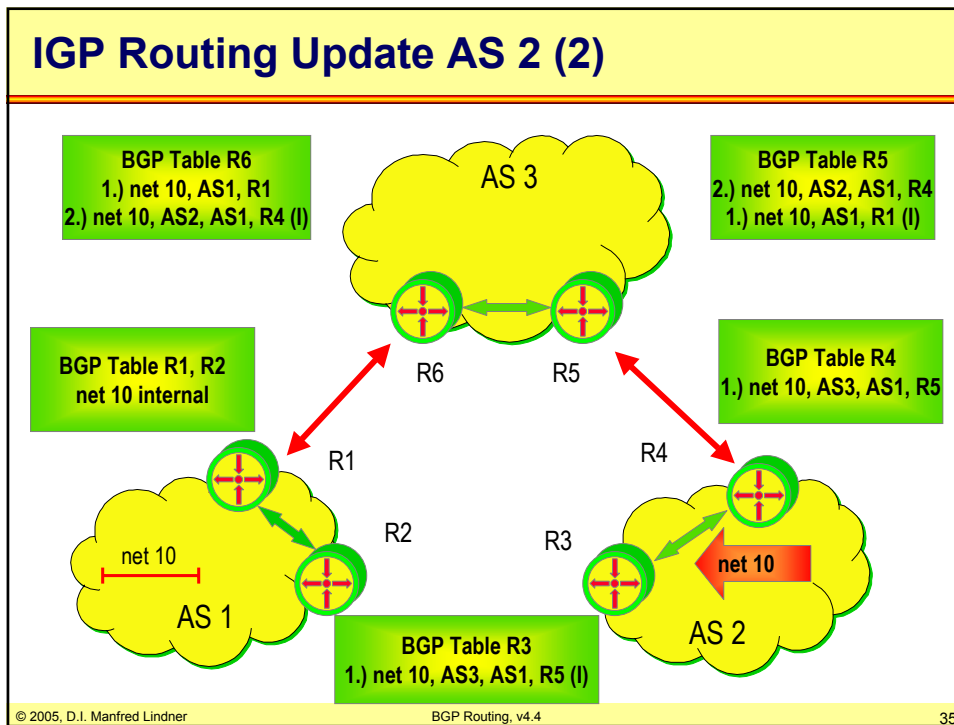 IGP Routing Update AS 2 (2)
BGP Table R6
1.) net 10, AS1, R1
2.) net 10, AS2, AS1, R4 (I)
AS 3
BGP Table R5
2.) net 10, AS2, AS1, R4
1.) net 10, AS1, R1 (I)
R6
R5
BGP Table R1, R2
net 10 internal
BGP Table R4
1.) net 10, AS3, AS1, R5
R1
R4
R2
R3
net 10
net 10
AS 1
AS 2
BGP Table R3
1.) net 10, AS3, AS1, R5 (I)
© 2005, D.I. Manfred Lindner
BGP Routing, v4.4
35